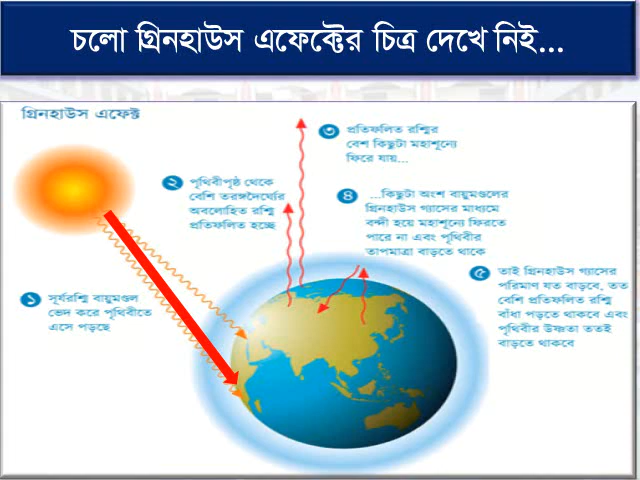 চলো গ্রিনহাউস এফেক্টের চিত্র দেখে নিই...
গ্রিনহাউস এফেক্ট
১ সূর্যরশ্মি বায়ুমণ্ডল
ভেদ করে পৃথিবীতে
এসে পড়ছে
২ পৃথিবীপৃষ্ঠ থেকে
বেশি তরঙ্গদৈর্ঘ্যের
অবলোহিত রশ্মি
প্রতিফলিত হচ্ছে
৩ প্রতিফলিত রশ্মির
বেশ কিছুটা মহাশূন্যে
ফিরে যায়...
৪ ...কিছুটা অংশ বায়ুমণ্ডলের
গ্রিনহাউস গ্যাসের মাধ্যমে
বন্দী হয়ে মহাশূন্যে ফিরতে
পারে না এবং পৃথিবীর
তাপমাত্রা বাড়তে থাকে
৫ তাই গ্রিনহাউস গ্যাসের
পরিমাণ যত বাড়বে, তত
বেশি প্রতিফলিত রশ্মি
বাঁধা পড়তে থাকবে এবং
পৃথিবীর উষ্ণতা ততই
বাড়তে থাকবে